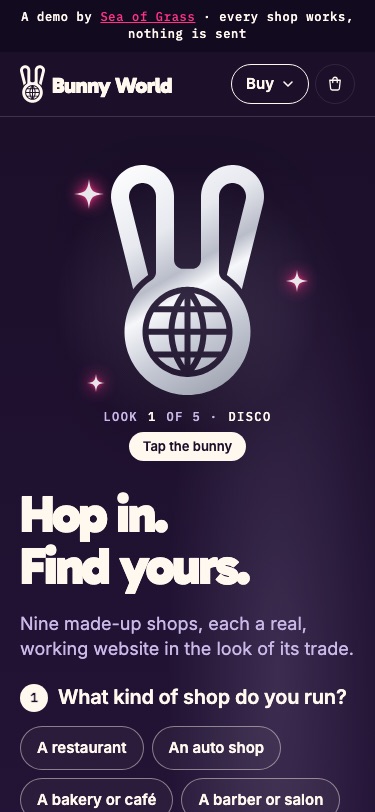 A demo by Sea of Grass · every shop works,
nothing is sent
Bunny World
Buy
LOOK 1 OF 5 · DISCO
Tap the bunny
Hop in.
Find yours.
Nine made-up shops, each a real,
working website in the look of its trade.
1 What kind of shop do you run?
A restaurant An auto shop
A bakery or café A barber or salon